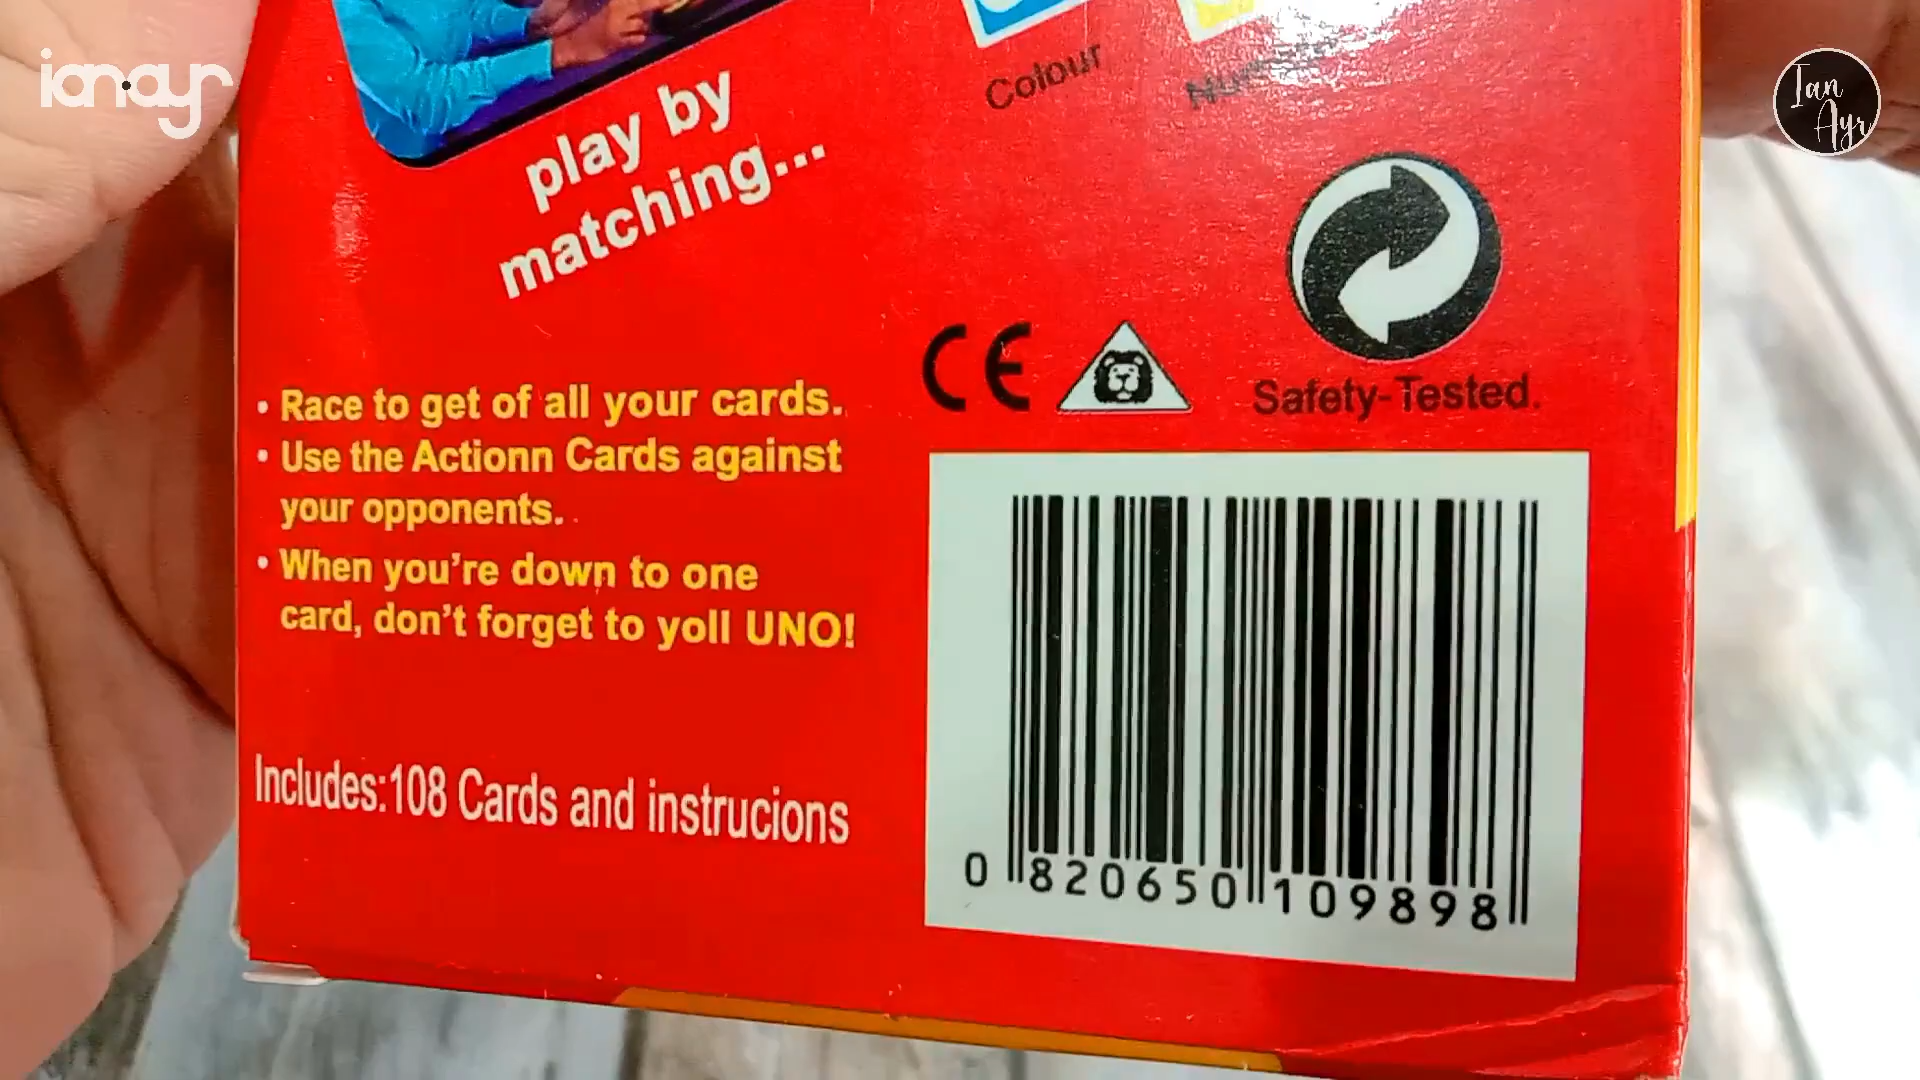 ian.ayr
Ian
Ayr
Colour
play by
matching...
CE
Safety-Tested.
• Race to get of all your cards.
• Use the Actionn Cards against
your opponents.
• When you're down to one
card, don't forget to yoll UNO!
Includes:108 Cards and instrucions
0 820650 109898